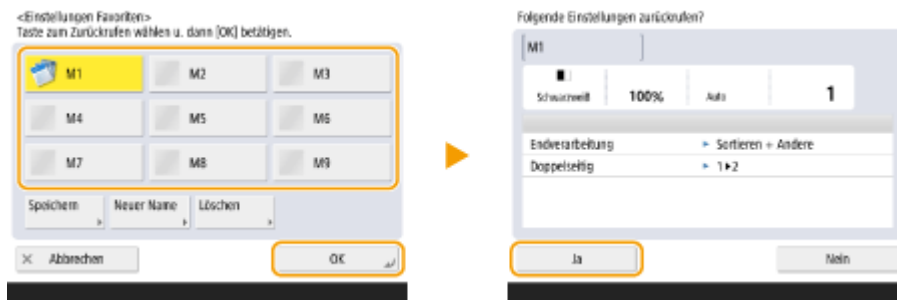 <Einstellungen Favoriten>
Taste zum Zurückrufen wählen u. dann [OK] betätigen.
M1 M2 M3
M4 M5 M6
M7 M8 M9
Speichern Neuer Name Löschen
× Abbrechen OK
Folgende Einstellungen zurückrufen?
M1
Schwarzweiß 100% Auto 1
Endverarbeitung ► Sortieren + Andere
Doppelseitig ► 1►2
Ja Nein